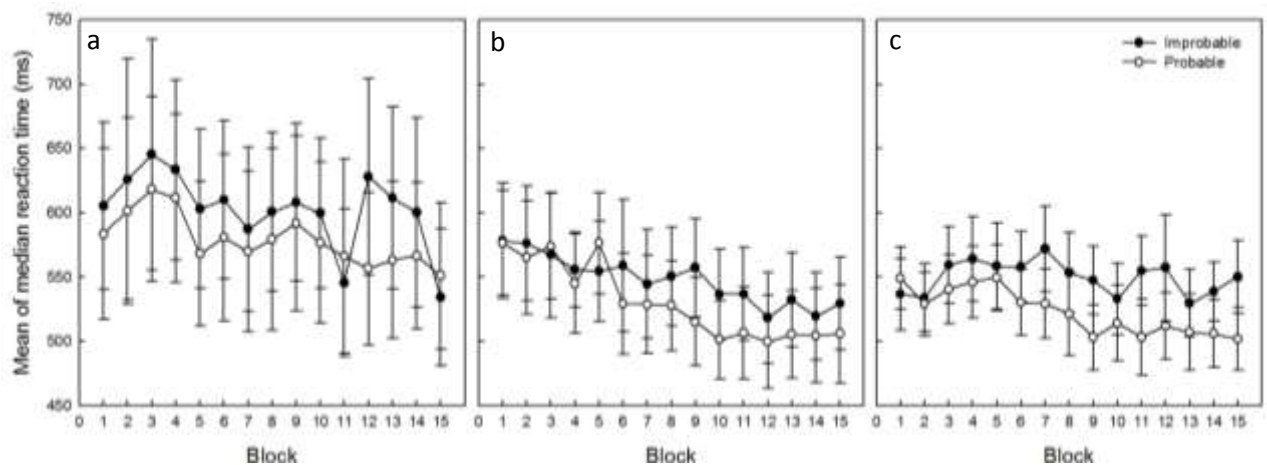 Mean of median reaction time (ms)
750
700
650
600
550
500
450
a
b
c
Improbable
Probable
0 1 2 3 4 5 6 7 8 9 10 11 12 13 14 15
0 1 2 3 4 5 6 7 8 9 10 11 12 13 14 15
0 1 2 3 4 5 6 7 8 9 10 11 12 13 14 15
Block
Block
Block